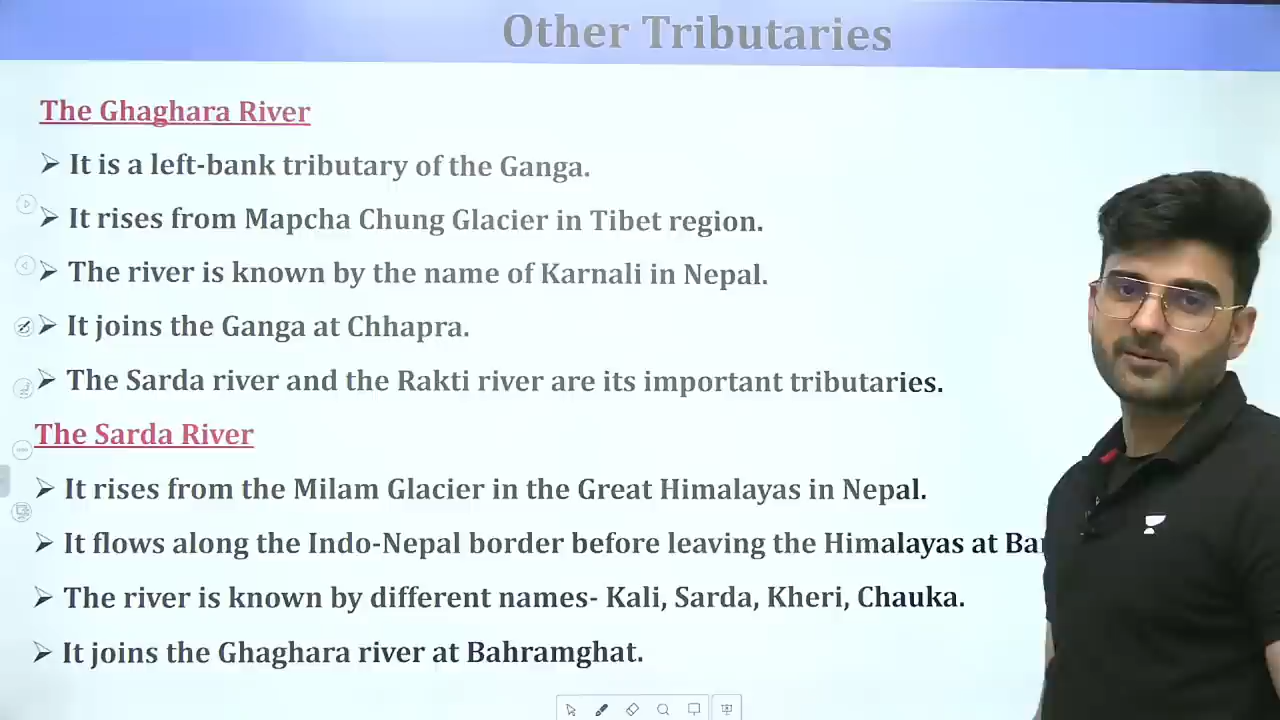 Other Tributaries
The Ghaghara River
➢ It is a left-bank tributary of the Ganga.
➢ It rises from Mapcha Chung Glacier in Tibet region.
➢ The river is known by the name of Karnali in Nepal.
➢ It joins the Ganga at Chhapra.
➢ The Sarda river and the Rakti river are its important tributaries.
The Sarda River
➢ It rises from the Milam Glacier in the Great Himalayas in Nepal.
➢ It flows along the Indo-Nepal border before leaving the Himalayas at
➢ The river is known by different names- Kali, Sarda, Kheri, Chauka.
➢ It joins the Ghaghara river at Bahramghat.